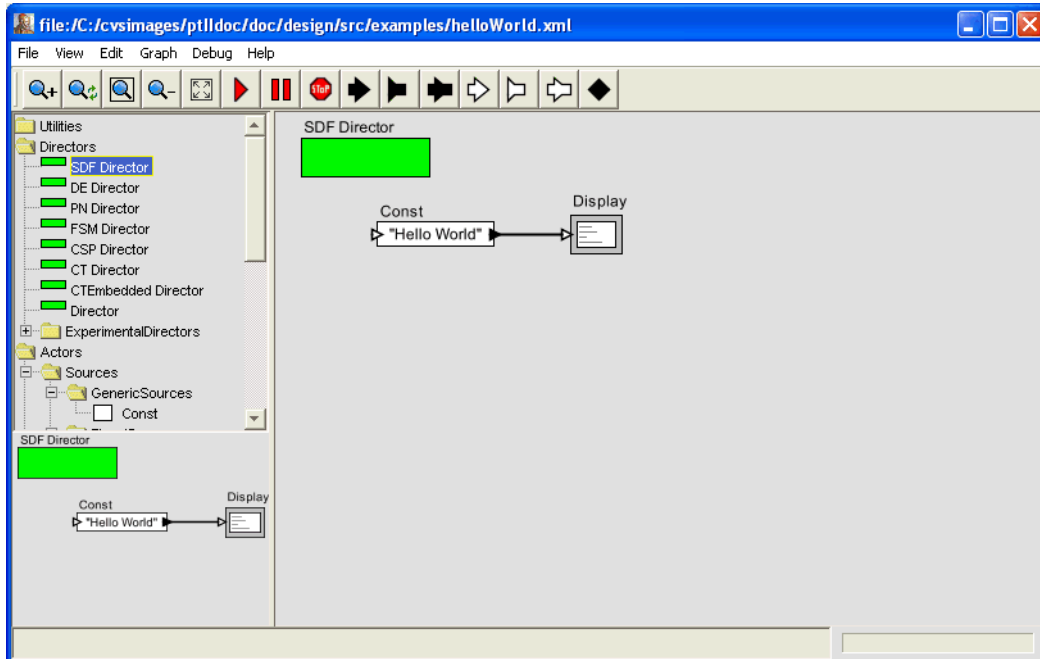 file:/C:/cvsimages/ptIIdoc/doc/design/src/examples/helloWorld.xml
File View Edit Graph Debug Help
STOP
Utilities
Directors
SDF Director
DE Director
PN Director
FSM Director
CSP Director
CT Director
CTEmbedded Director
Director
ExperimentalDirectors
Actors
Sources
GenericSources
Const
SDF Director
Const
"Hello World"
Display
SDF Director
Const
"Hello World"
Display